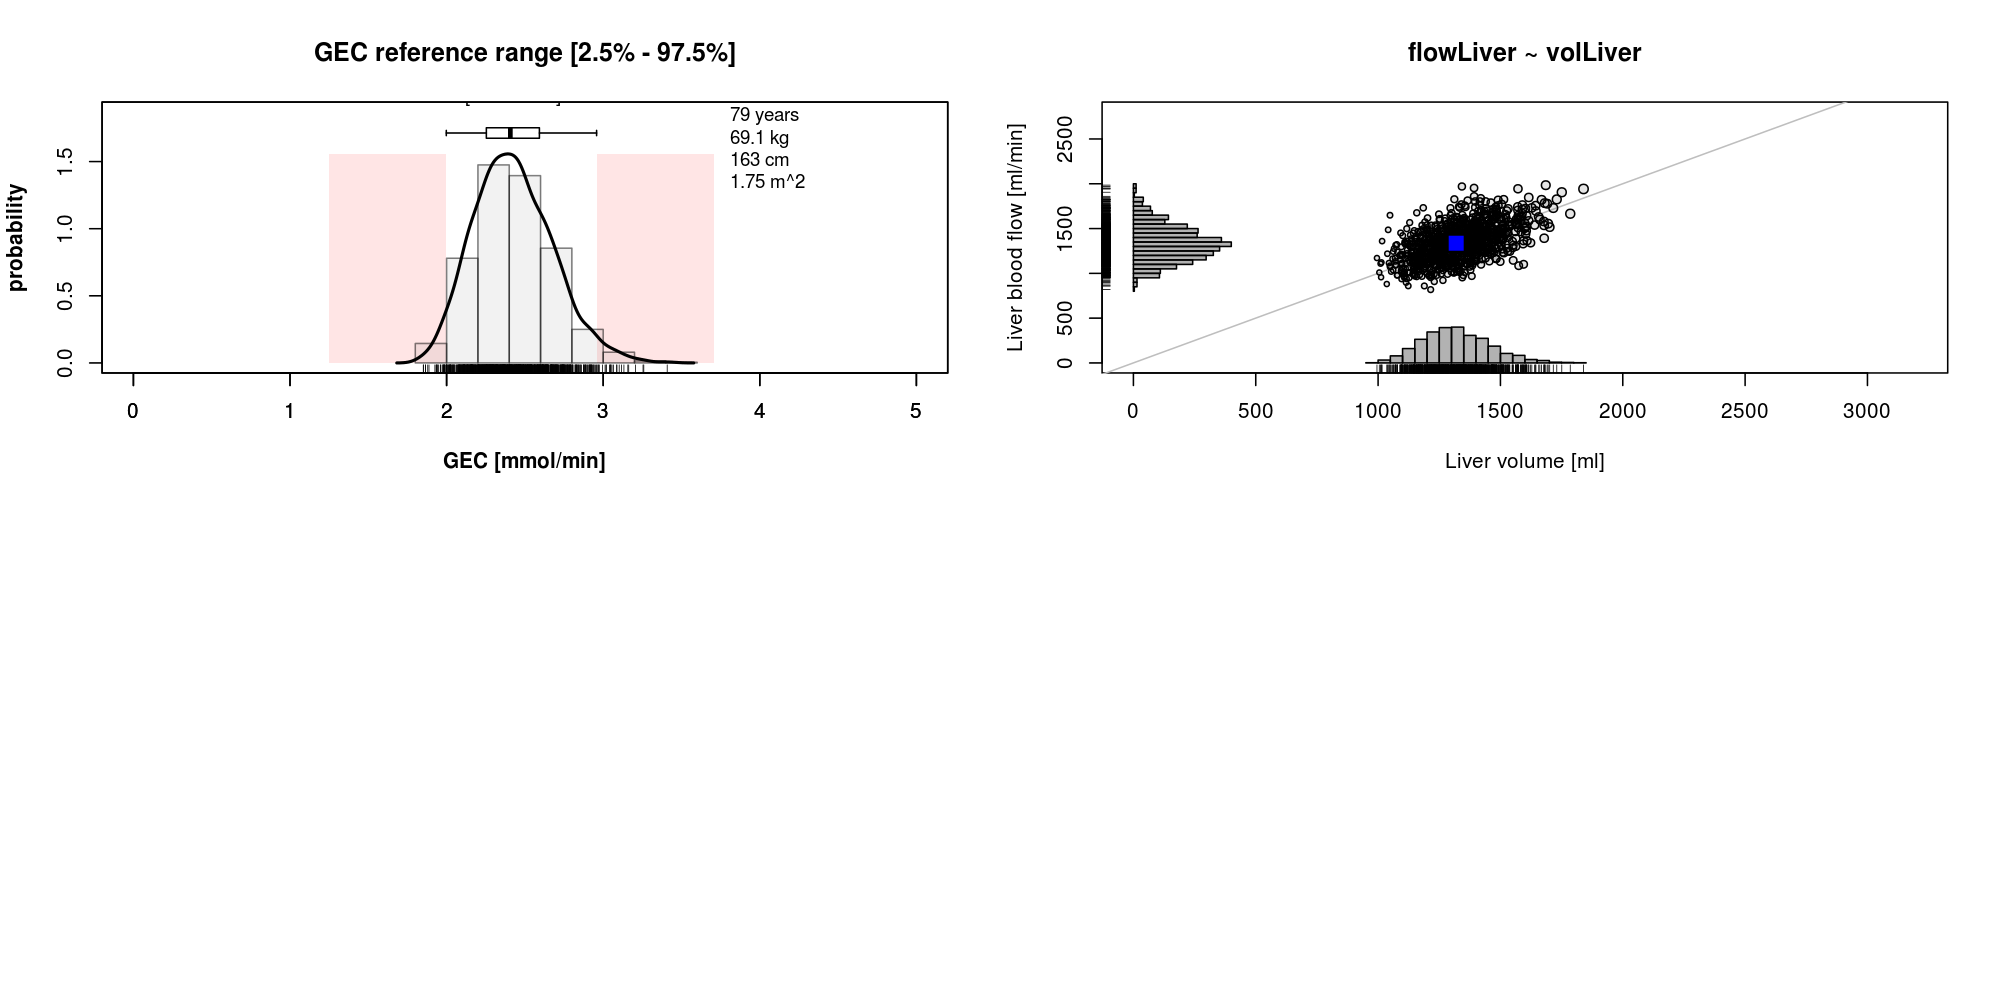 GEC reference range [2.5% - 97.5%]
79 years
69.1 kg
163 cm
1.75 m^2
probability
0.0 0.5 1.0 1.5
0 1 2 3 4 5
GEC [mmol/min]
flowLiver ~ volLiver
Liver blood flow [ml/min]
0 500 1500 2500
0 500 1000 1500 2000 2500 3000
Liver volume [ml]